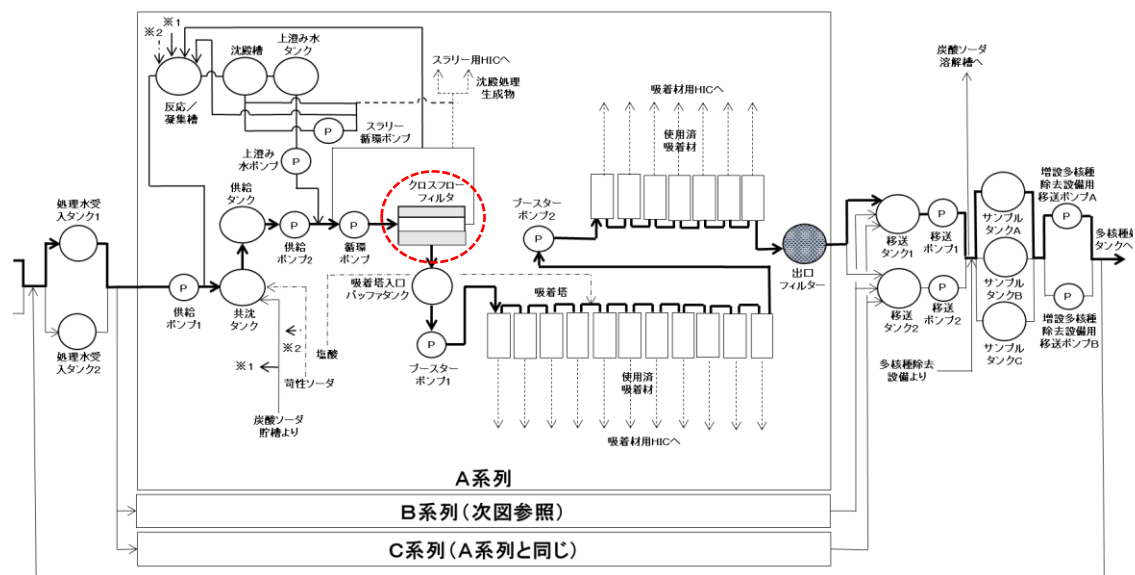 ※1
※2
上澄み水
タンク
沈殿槽
反応／
凝集槽
スラリー用HICへ
沈殿処理
生成物
P
スラリー
循環ポンプ
上澄み
水ポンプ
P
供給
タンク
クロスフロー
フィルタ
P
供給
ポンプ2
P
循環
ポンプ
処理水受
入タンク1
処理水受
入タンク2
P
供給
ポンプ1
共沈
タンク
吸着塔入口
バッファタンク
P
ブースター
ポンプ1
※2
※1
塩酸
苛性ソーダ
炭酸ソーダ
貯槽より
吸着材用HICへ
使用済
吸着材
ブースター
ポンプ2
P
吸着塔
使用済
吸着材
吸着材用HICへ
出口
フィルター
炭酸ソーダ
溶解槽へ
移送
タンク1
P
移送
ポンプ1
移送
タンク2
P
移送
ポンプ2
サンプル
タンクA
サンプル
タンクB
サンプル
タンクC
多核種除去
設備より
増設多核種
除去設備用
移送ポンプA
P
P
増設多核種
除去設備用
移送ポンプB
多核種処
タンクへ
A系列
B系列(次図参照)
C系列(A系列と同じ)